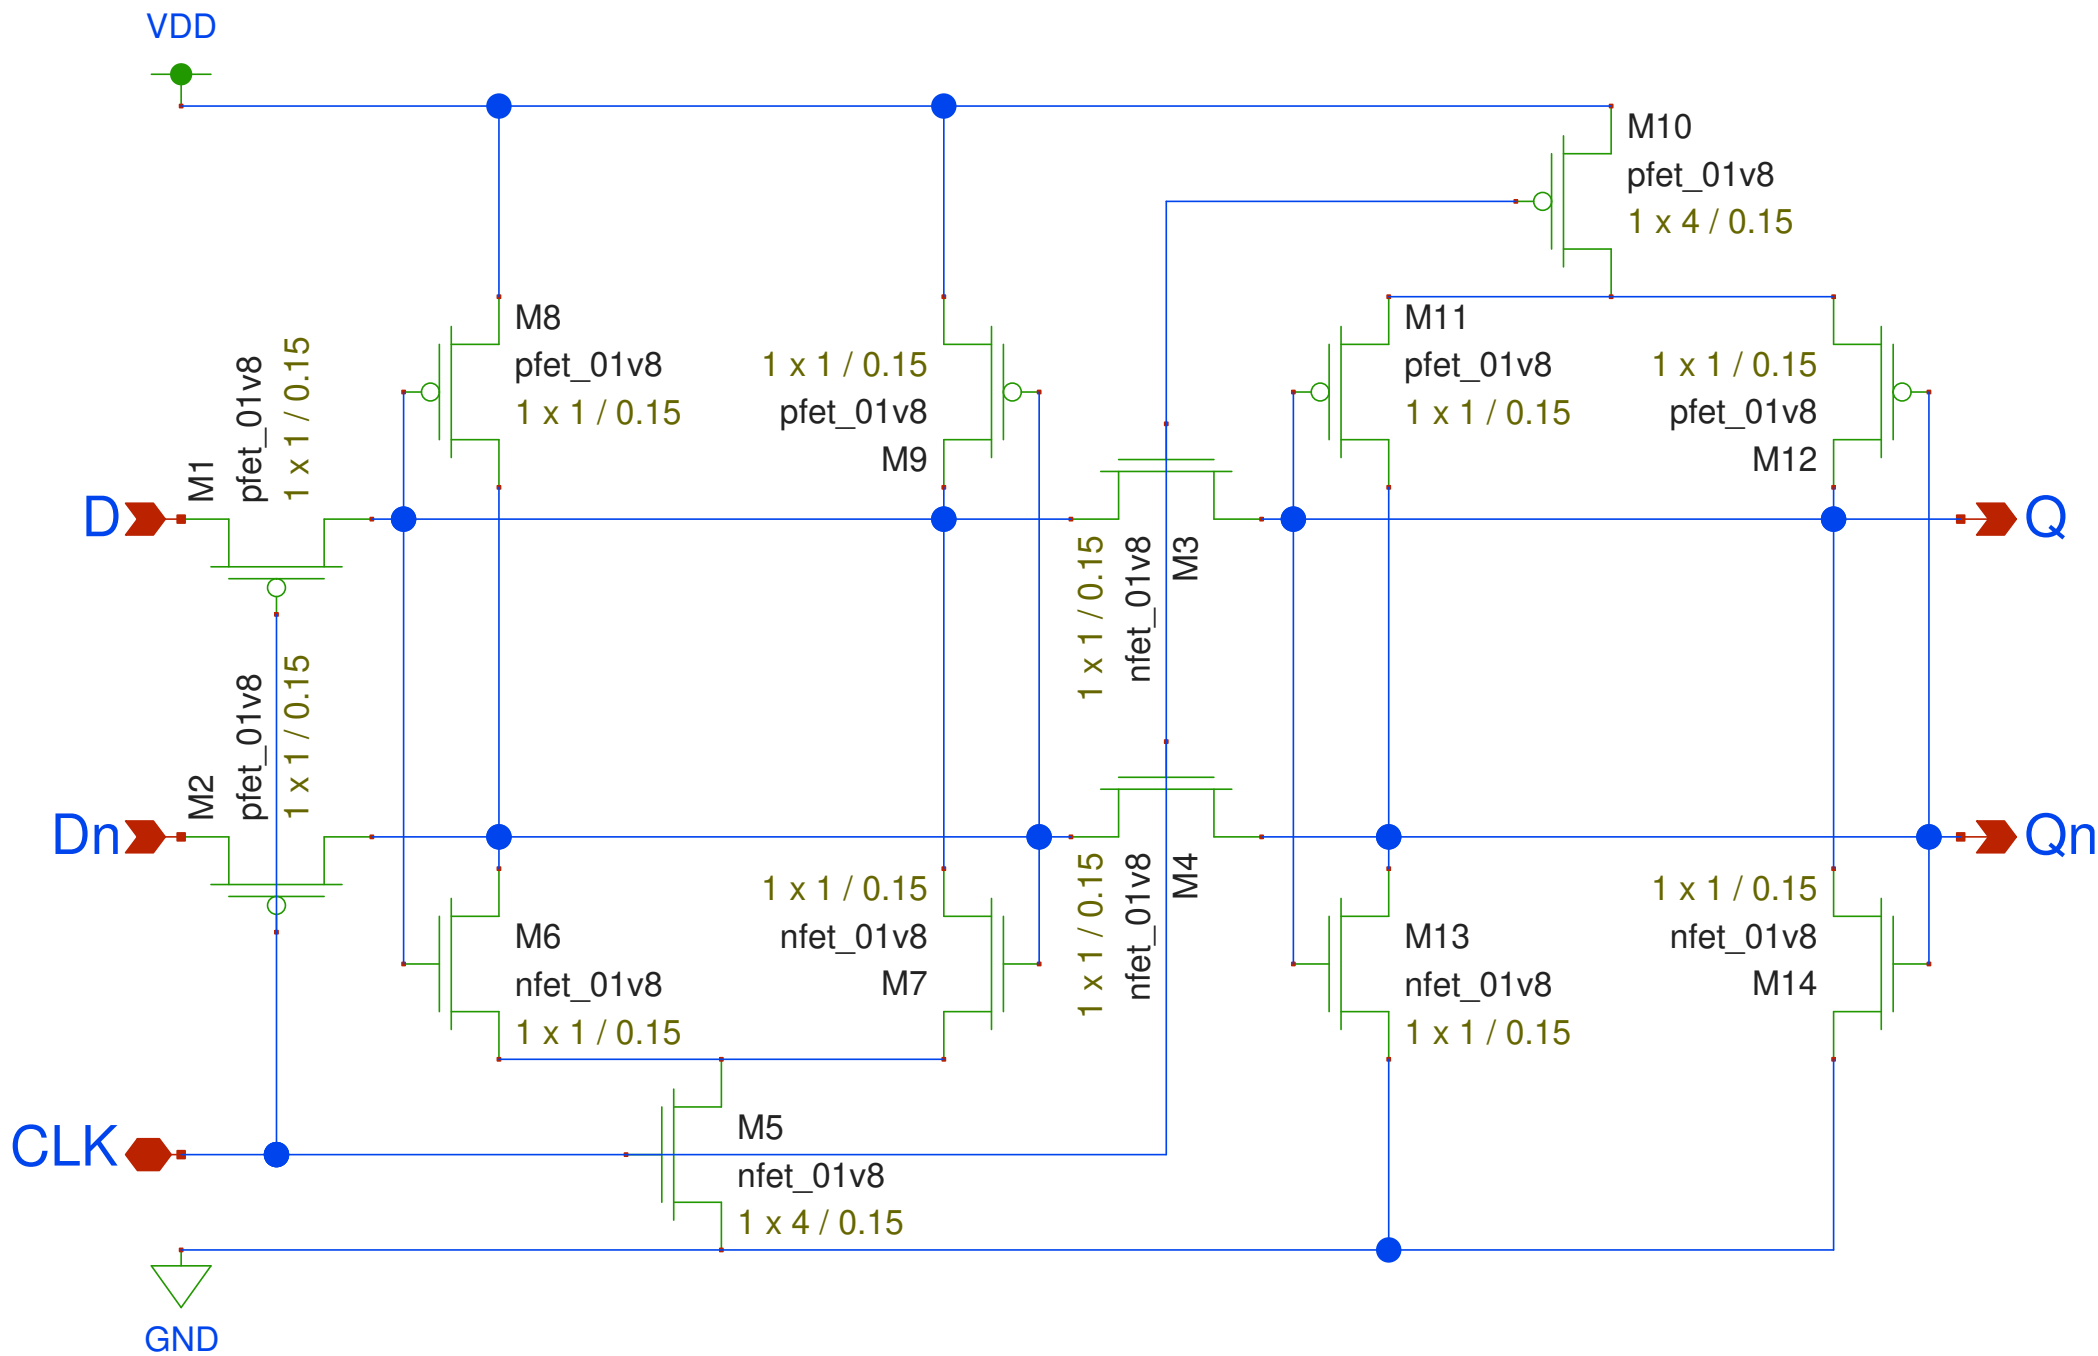 VDD
M10
pfet_01v8
1 x 4 / 0.15
M8
pfet_01v8
1 x 1 / 0.15
1 x 1 / 0.15
pfet_01v8
M9
M11
pfet_01v8
1 x 1 / 0.15
1 x 1 / 0.15
pfet_01v8
M12
M1
pfet_01v8
1 x 1 / 0.15
D
Q
1 x 1 / 0.15
nfet_01v8
M3
M2
pfet_01v8
1 x 1 / 0.15
Dn
Qn
1 x 1 / 0.15
nfet_01v8
M4
M6
nfet_01v8
1 x 1 / 0.15
1 x 1 / 0.15
nfet_01v8
M7
M13
nfet_01v8
1 x 1 / 0.15
1 x 1 / 0.15
nfet_01v8
M14
CLK
M5
nfet_01v8
1 x 4 / 0.15
GND